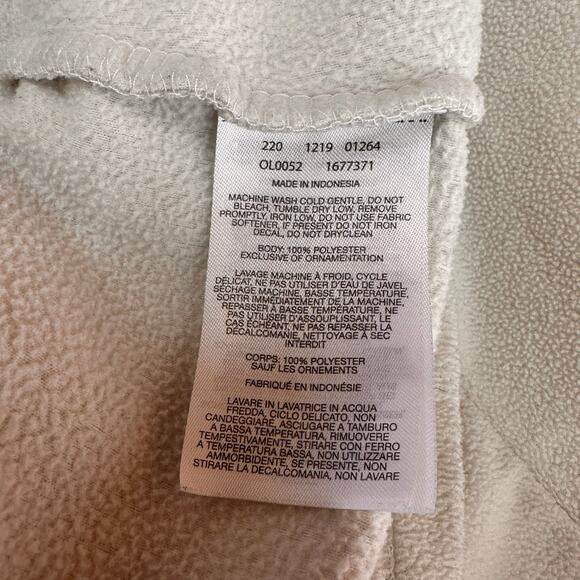 220 1219 01264
OL0052 1677371
MADE IN INDONESIA
MACHINE WASH COLD GENTLE, DO NOT
BLEACH, TUMBLE DRY LOW, REMOVE
PROMPTLY, IRON LOW, DO NOT USE FABRIC
SOFTENER, IF PRESENT DO NOT IRON
DECAL, DO NOT DRYCLEAN
BODY: 100% POLYESTER
EXCLUSIVE OF ORNAMENTATION
LAVAGE MACHINE À FROID, CYCLE
DÉLICAT, NE PAS UTILISER D'EAU DE JAVEL,
SÉCHAGE MACHINE, BASSE TEMPÉRATURE,
SORTIR IMMÉDIATEMENT DE LA MACHINE,
REPASSER À BASSE TEMPÉRATURE, NE
PAS UTILISER D'ASSOUPLISSANT, LE
CAS ÉCHÉANT, NE PAS REPASSER LA
DÉCALCOMANIE, NETTOYAGE À SEC
INTERDIT
CORPS: 100% POLYESTER
SAUF LES ORNEMENTS
FABRIQUÉ EN INDONÉSIE
LAVARE IN LAVATRICE IN ACQUA
FREDDA, CICLO DELICATO, NON
CANDEGGIARE, ASCIUGARE A TAMBURO
A BASSA TEMPERATURA, RIMUOVERE
TEMPESTIVAMENTE, STIRARE CON FERRO
A TEMPERATURA BASSA, NON UTILIZZARE
AMMORBIDENTE, SE PRESENTE, NON
STIRARE LA DECALCOMANIA, NON LAVARE